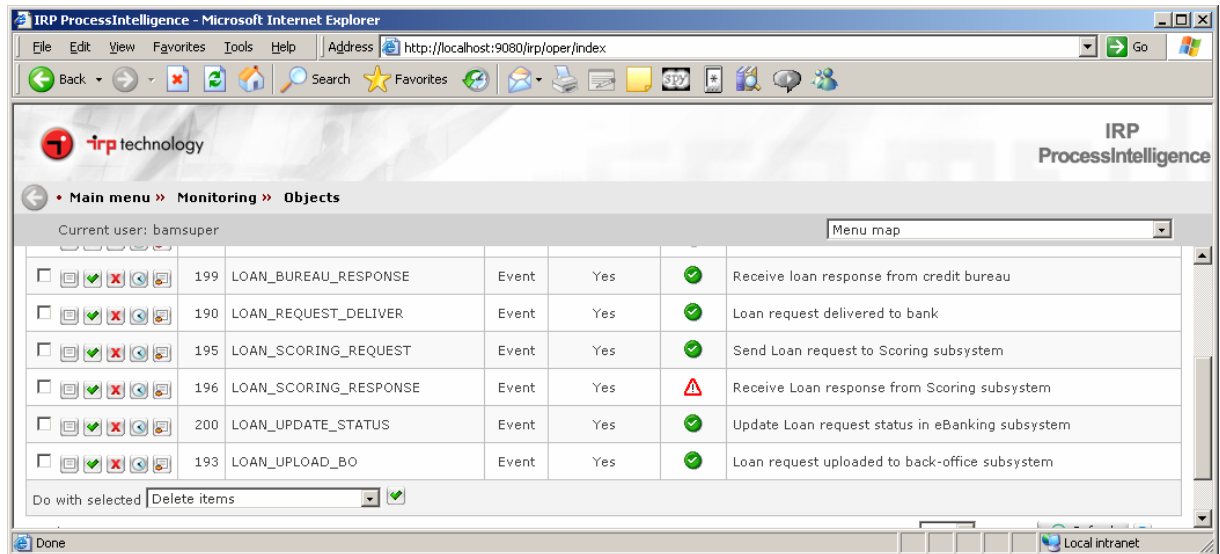 IRP ProcessIntelligence - Microsoft Internet Explorer
File Edit View Favorites Tools Help Address http://localhost:9080/irp/oper/index Go
Back Search Favorites SPY
irp technology
IRP
ProcessIntelligence
• Main menu » Monitoring » Objects
Current user: bamsuper Menu map
199 LOAN_BUREAU_RESPONSE Event Yes Receive loan response from credit bureau
190 LOAN_REQUEST_DELIVER Event Yes Loan request delivered to bank
195 LOAN_SCORING_REQUEST Event Yes Send Loan request to Scoring subsystem
196 LOAN_SCORING_RESPONSE Event Yes Receive Loan response from Scoring subsystem
200 LOAN_UPDATE_STATUS Event Yes Update Loan request status in eBanking subsystem
193 LOAN_UPLOAD_BO Event Yes Loan request uploaded to back-office subsystem
Do with selected Delete items
Done Local intranet